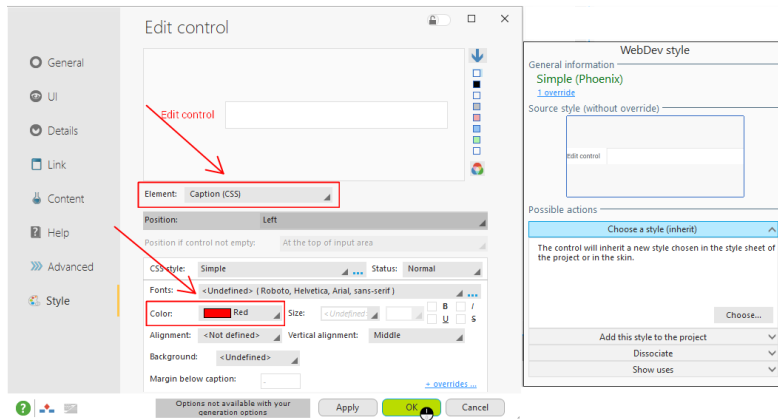 Edit control
General
UI
Details
Link
Content
Help
Advanced
Style
Edit control
Element: Caption (CSS)
Position: Left
Position if control not empty: At the top of input area
CSS style: Simple ... Status: Normal
Fonts: <Undefined> ( Roboto, Helvetica, Arial, sans-serif ) ...
Color: Red Size: <Undefined> B I
U S
Alignment: <Not defined> Vertical alignment: Middle
Background: <Undefined>
Margin below caption:
+ overrides ...
Options not available with your
generation options
Apply
OK
Cancel
WebDev style
General information
Simple (Phoenix)
1 override
Source style (without override)
Edit control
Possible actions
Choose a style (inherit)
The control will inherit a new style chosen in the style sheet of
the project or in the skin.
Choose...
Add this style to the project
Dissociate
Show uses